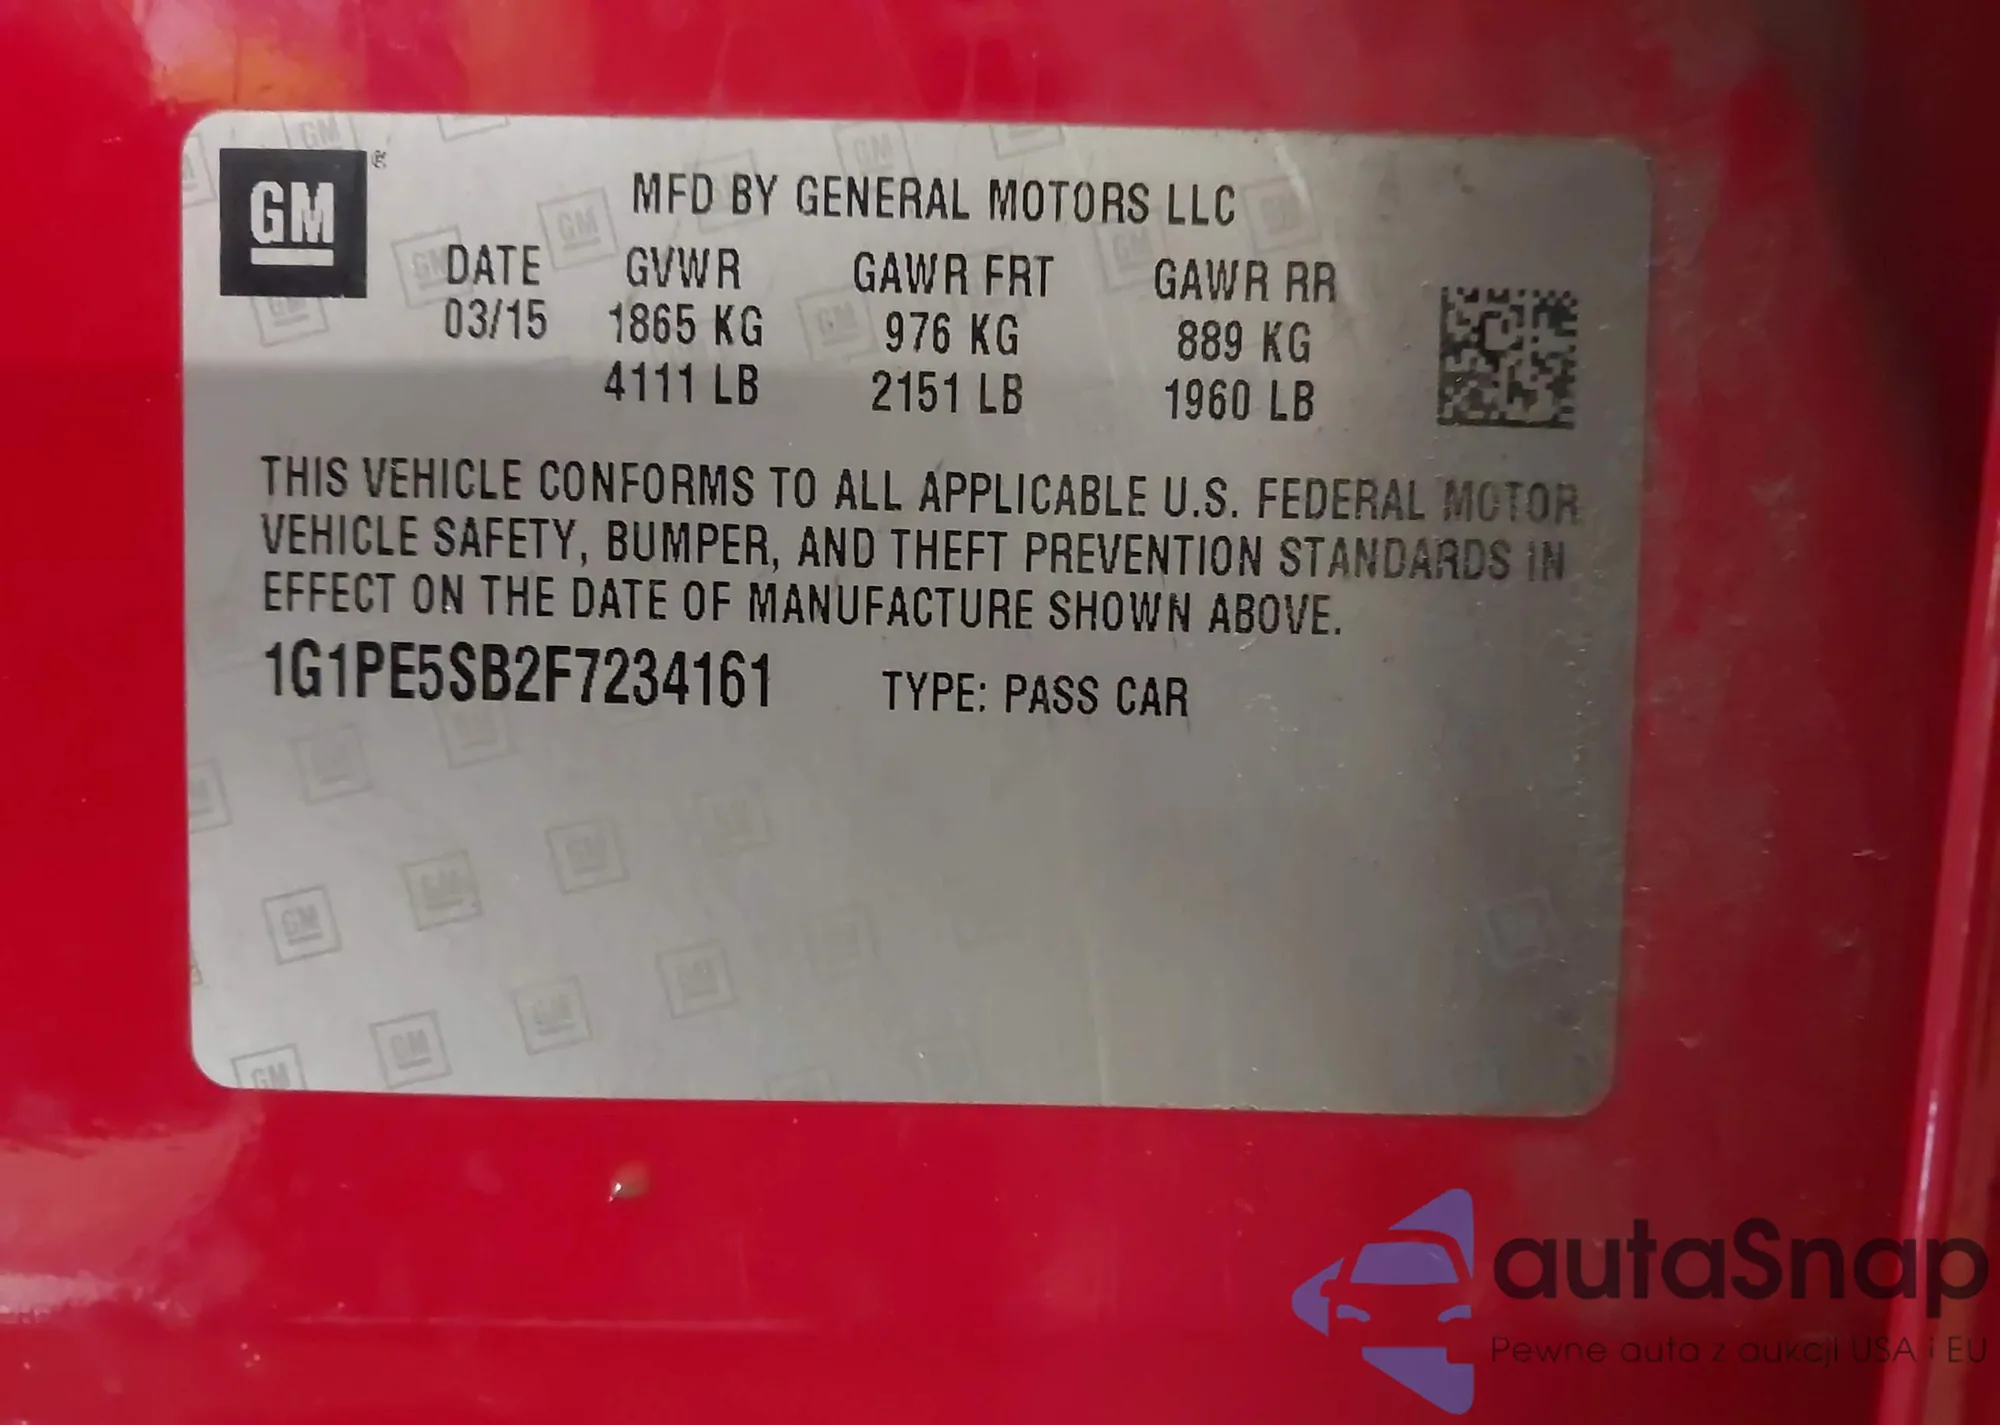 GM®
MFD BY GENERAL MOTORS LLC
DATE GVWR GAWR FRT GAWR RR
03/15 1865 KG 976 KG 889 KG
4111 LB 2151 LB 1960 LB
THIS VEHICLE CONFORMS TO ALL APPLICABLE U.S. FEDERAL MOTOR
VEHICLE SAFETY, BUMPER, AND THEFT PREVENTION STANDARDS IN
EFFECT ON THE DATE OF MANUFACTURE SHOWN ABOVE.
1G1PE5SB2F7234161 TYPE: PASS CAR
autaSnap
Pewne auta z aukcji USA i EU